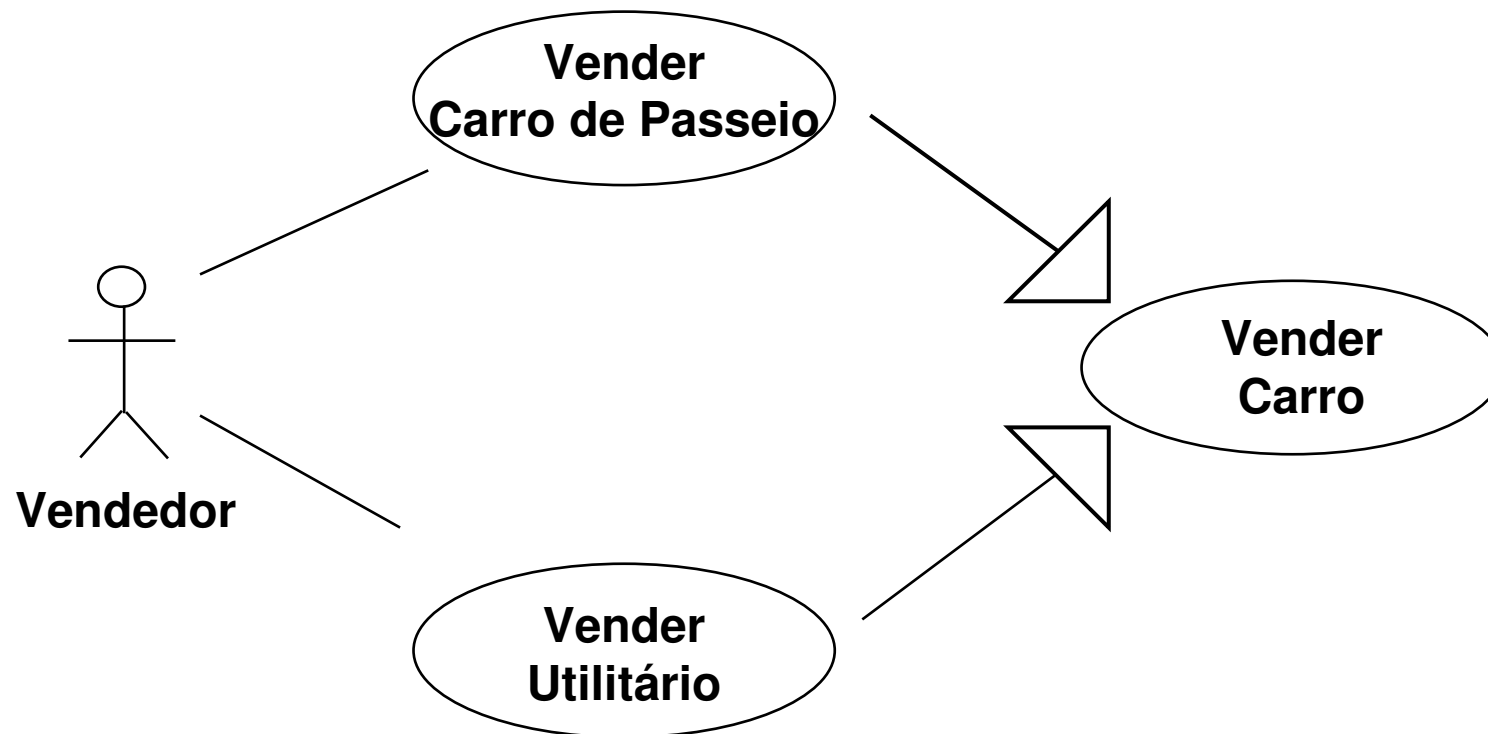 Vender
Carro de Passeio
Vender
Carro
Vendedor
Vender
Utilitário